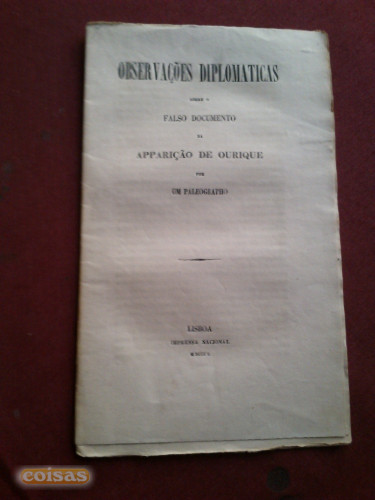 OBSERVAÇÕES DIPLOMATICAS
SOBRE O
FALSO DOCUMENTO
DA
APPARIÇÃO DE OURIQUE
POR
UM PALEOGRAPHO
LISBOA
IMPRENSA NACIONAL
coisas